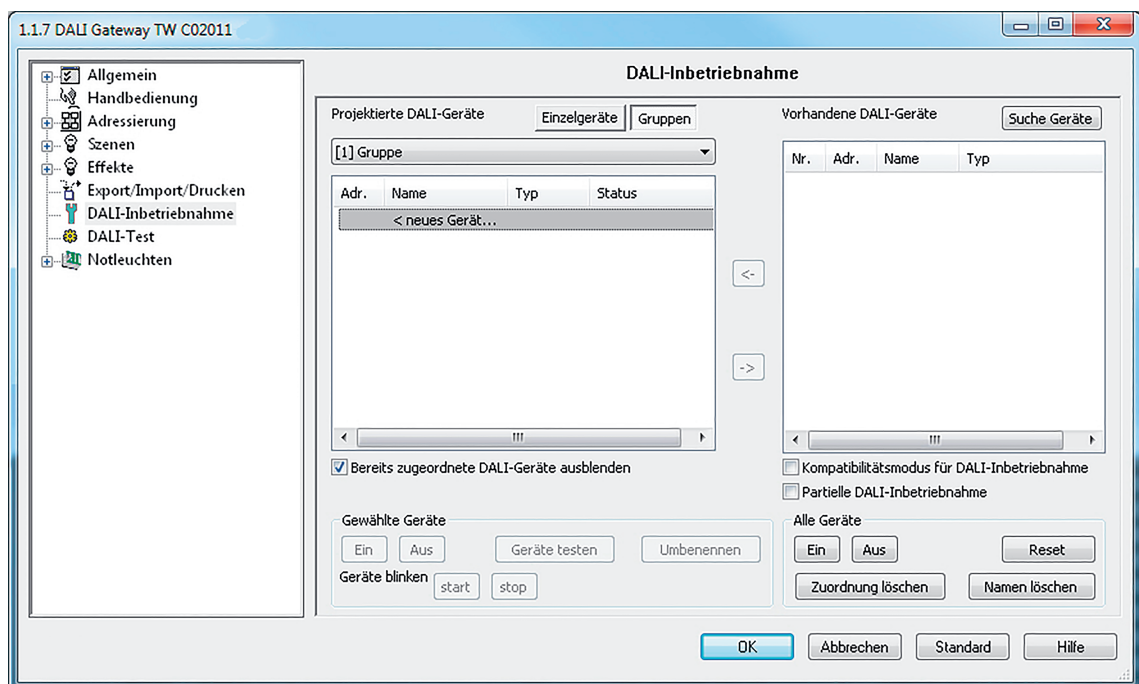 1.1.7 DALI Gateway TW C02011
Allgemein
Handbedienung
Adressierung
Szenen
Effekte
Export/Import/Drucken
DALI-Inbetriebnahme
DALI-Test
Notleuchten
DALI-Inbetriebnahme
Projektierte DALI-Geräte
Einzelgeräte
Gruppen
[1] Gruppe
Adr. Name Typ Status
< neues Gerät...
Bereits zugeordnete DALI-Geräte ausblenden
<-
->
Vorhandene DALI-Geräte
Suche Geräte
Nr. Adr. Name Typ
Kompatibilitätsmodus für DALI-Inbetriebnahme
Partielle DALI-Inbetriebnahme
Gewählte Geräte
Ein Aus Geräte testen Umbenennen
Geräte blinken start stop
Alle Geräte
Ein Aus Reset
Zuordnung löschen Namen löschen
OK Abbrechen Standard Hilfe